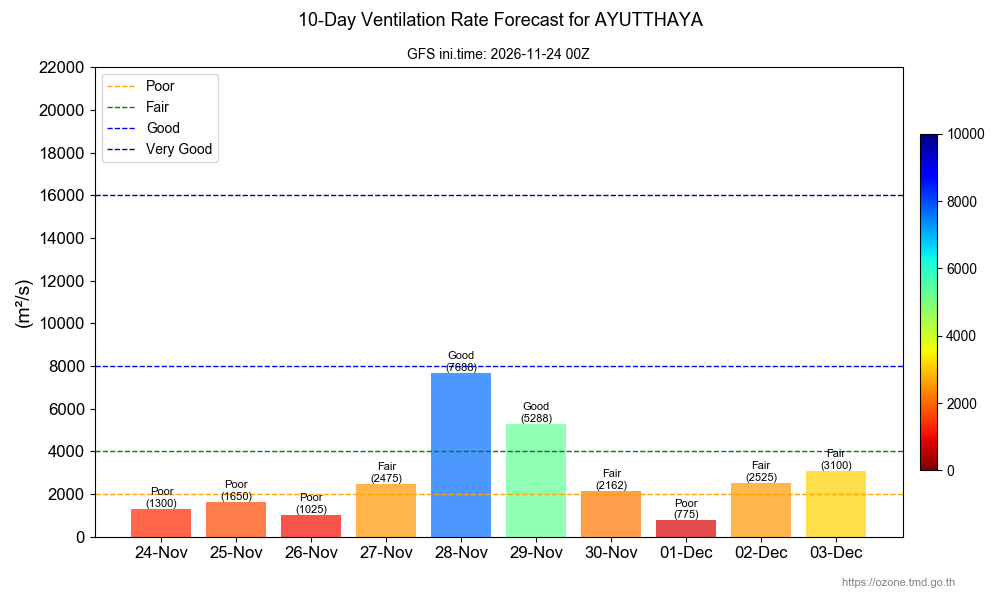 10-Day Ventilation Rate Forecast for AYUTTHAYA
GFS ini.time: 2026-11-24 00Z
22000
20000
18000
16000
14000
12000
10000
8000
6000
4000
2000
0
(m²/s)
Poor
Fair
Good
Very Good
Poor
(1300)
Poor
(1650)
Poor
(1025)
Fair
(2475)
Good
(7688)
Good
(5288)
Fair
(2162)
Poor
(775)
Fair
(2525)
Fair
(3100)
24-Nov
25-Nov
26-Nov
27-Nov
28-Nov
29-Nov
30-Nov
01-Dec
02-Dec
03-Dec
10000
8000
6000
4000
2000
0
https://ozone.tmd.go.th